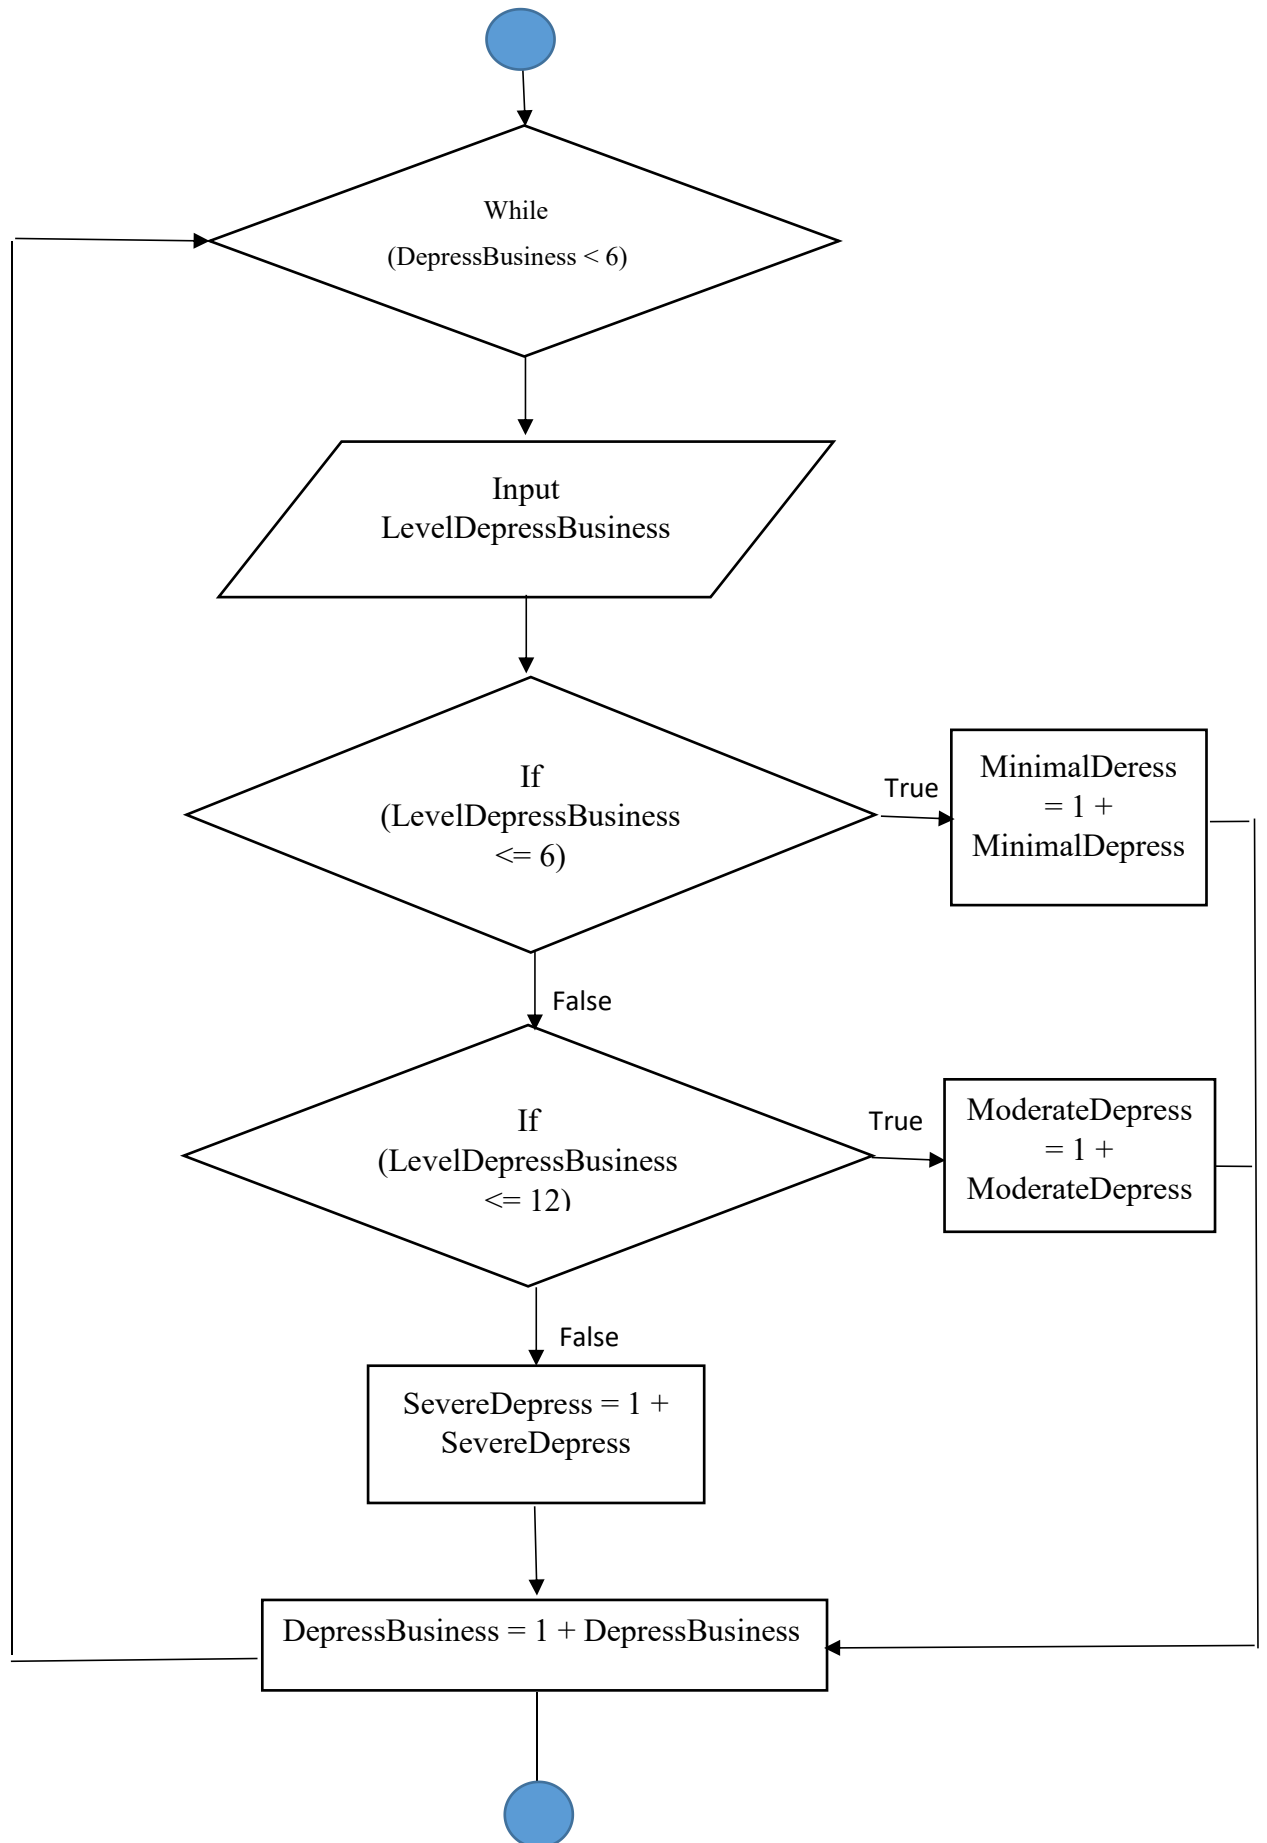 While
(DepressBusiness < 6)
Input
LevelDepressBusiness
If
(LevelDepressBusiness
<= 6)
True
MinimalDeress
= 1 +
MinimalDepress
False
If
(LevelDepressBusiness
<= 12)
True
ModerateDepress
= 1 +
ModerateDepress
False
SevereDepress = 1 +
SevereDepress
DepressBusiness = 1 + DepressBusiness